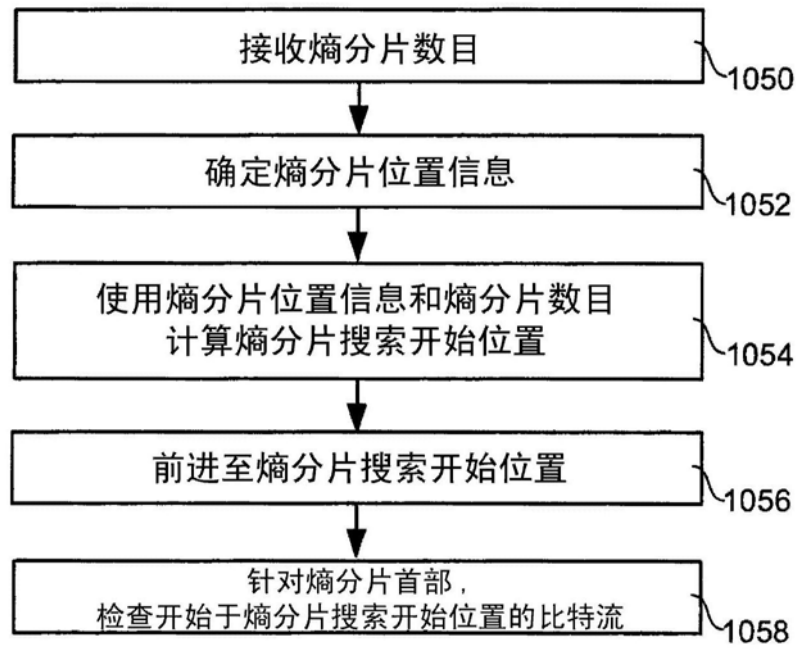 接收熵分片数目
1050
确定熵分片位置信息
1052
使用熵分片位置信息和熵分片数目
计算熵分片搜索开始位置
1054
前进至熵分片搜索开始位置
1056
针对熵分片首部,
检查开始于熵分片搜索开始位置的比特流
1058